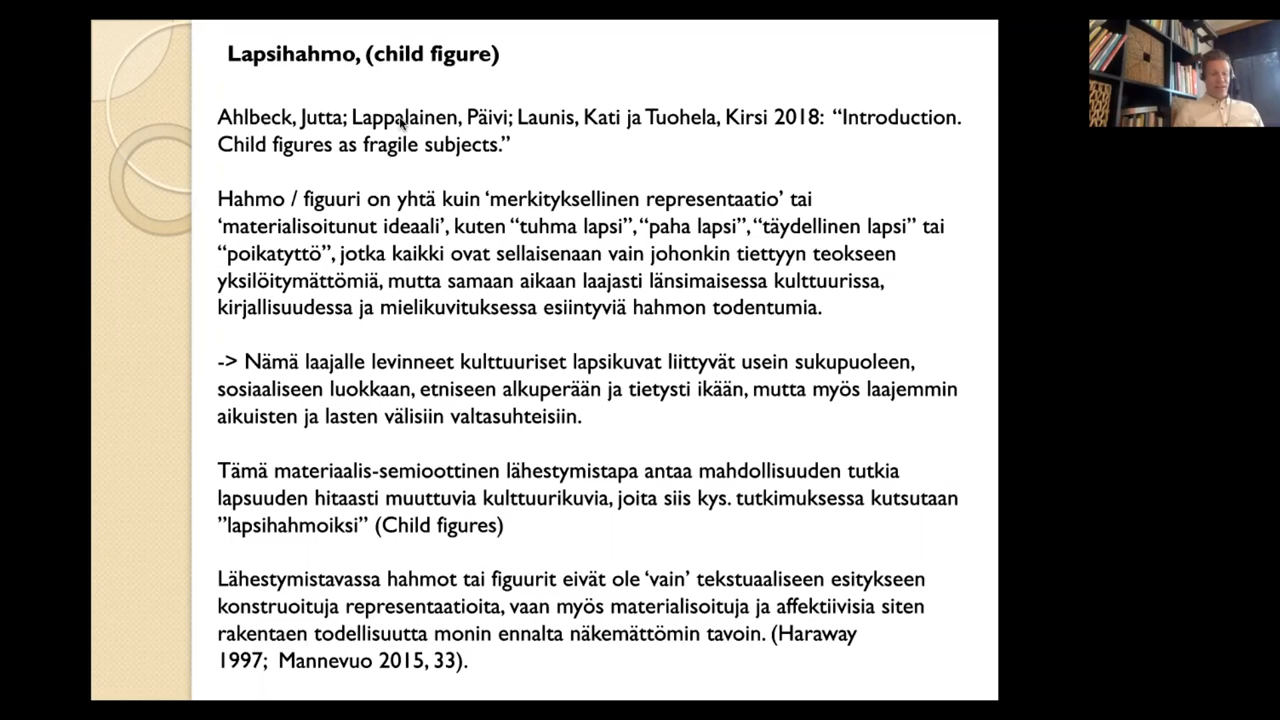 Lapsihahmo, (child figure)
Ahlbeck, Jutta; Lappalainen, Päivi; Launis, Kati ja Tuohela, Kirsi 2018: “Introduction.
Child figures as fragile subjects.”
Hahmo / figuuri on yhtä kuin ‘merkityksellinen representaatio’ tai
‘materialisoitunut ideaali’, kuten “tuhma lapsi”, “paha lapsi”, “täydellinen lapsi” tai
“poikatyttö”, jotka kaikki ovat sellaisenaan vain johonkin tiettyyn teokseen
yksilöitymättömiä, mutta samaan aikaan laajasti länsimaisessa kulttuurissa,
kirjallisuudessa ja mielikuvituksessa esiintyviä hahmon todentumia.
-> Nämä laajalle levinneet kulttuuriset lapsikuvat liittyvät usein sukupuoleen,
sosiaaliseen luokkaan, etniseen alkuperään ja tietysti ikään, mutta myös laajemmin
aikuisten ja lasten välisiin valtasuhteisiin.
Tämä materiaalis-semioottinen lähestymistapa antaa mahdollisuuden tutkia
lapsuuden hitaasti muuttuvia kulttuurikuvia, joita siis kys. tutkimuksessa kutsutaan
”lapsihahmoiksi” (Child figures)
Lähestymistavassa hahmot tai figuurit eivät ole ‘vain’ tekstuaaliseen esitykseen
konstruoituja representaatioita, vaan myös materialisoituja ja affektiivisia siten
rakentaen todellisuutta monin ennalta näkemättömin tavoin. (Haraway
1997; Mannevuo 2015, 33).